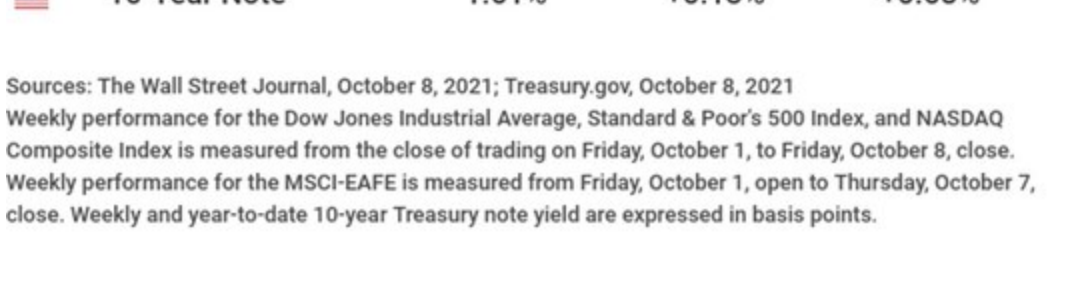 Sources: The Wall Street Journal, October 8, 2021; Treasury.gov, October 8, 2021
Weekly performance for the Dow Jones Industrial Average, Standard & Poor's 500 Index, and NASDAQ
Composite Index is measured from the close of trading on Friday, October 1, to Friday, October 8, close.
Weekly performance for the MSCI-EAFE is measured from Friday, October 1, open to Thursday, October 7,
close. Weekly and year-to-date 10-year Treasury note yield are expressed in basis points.